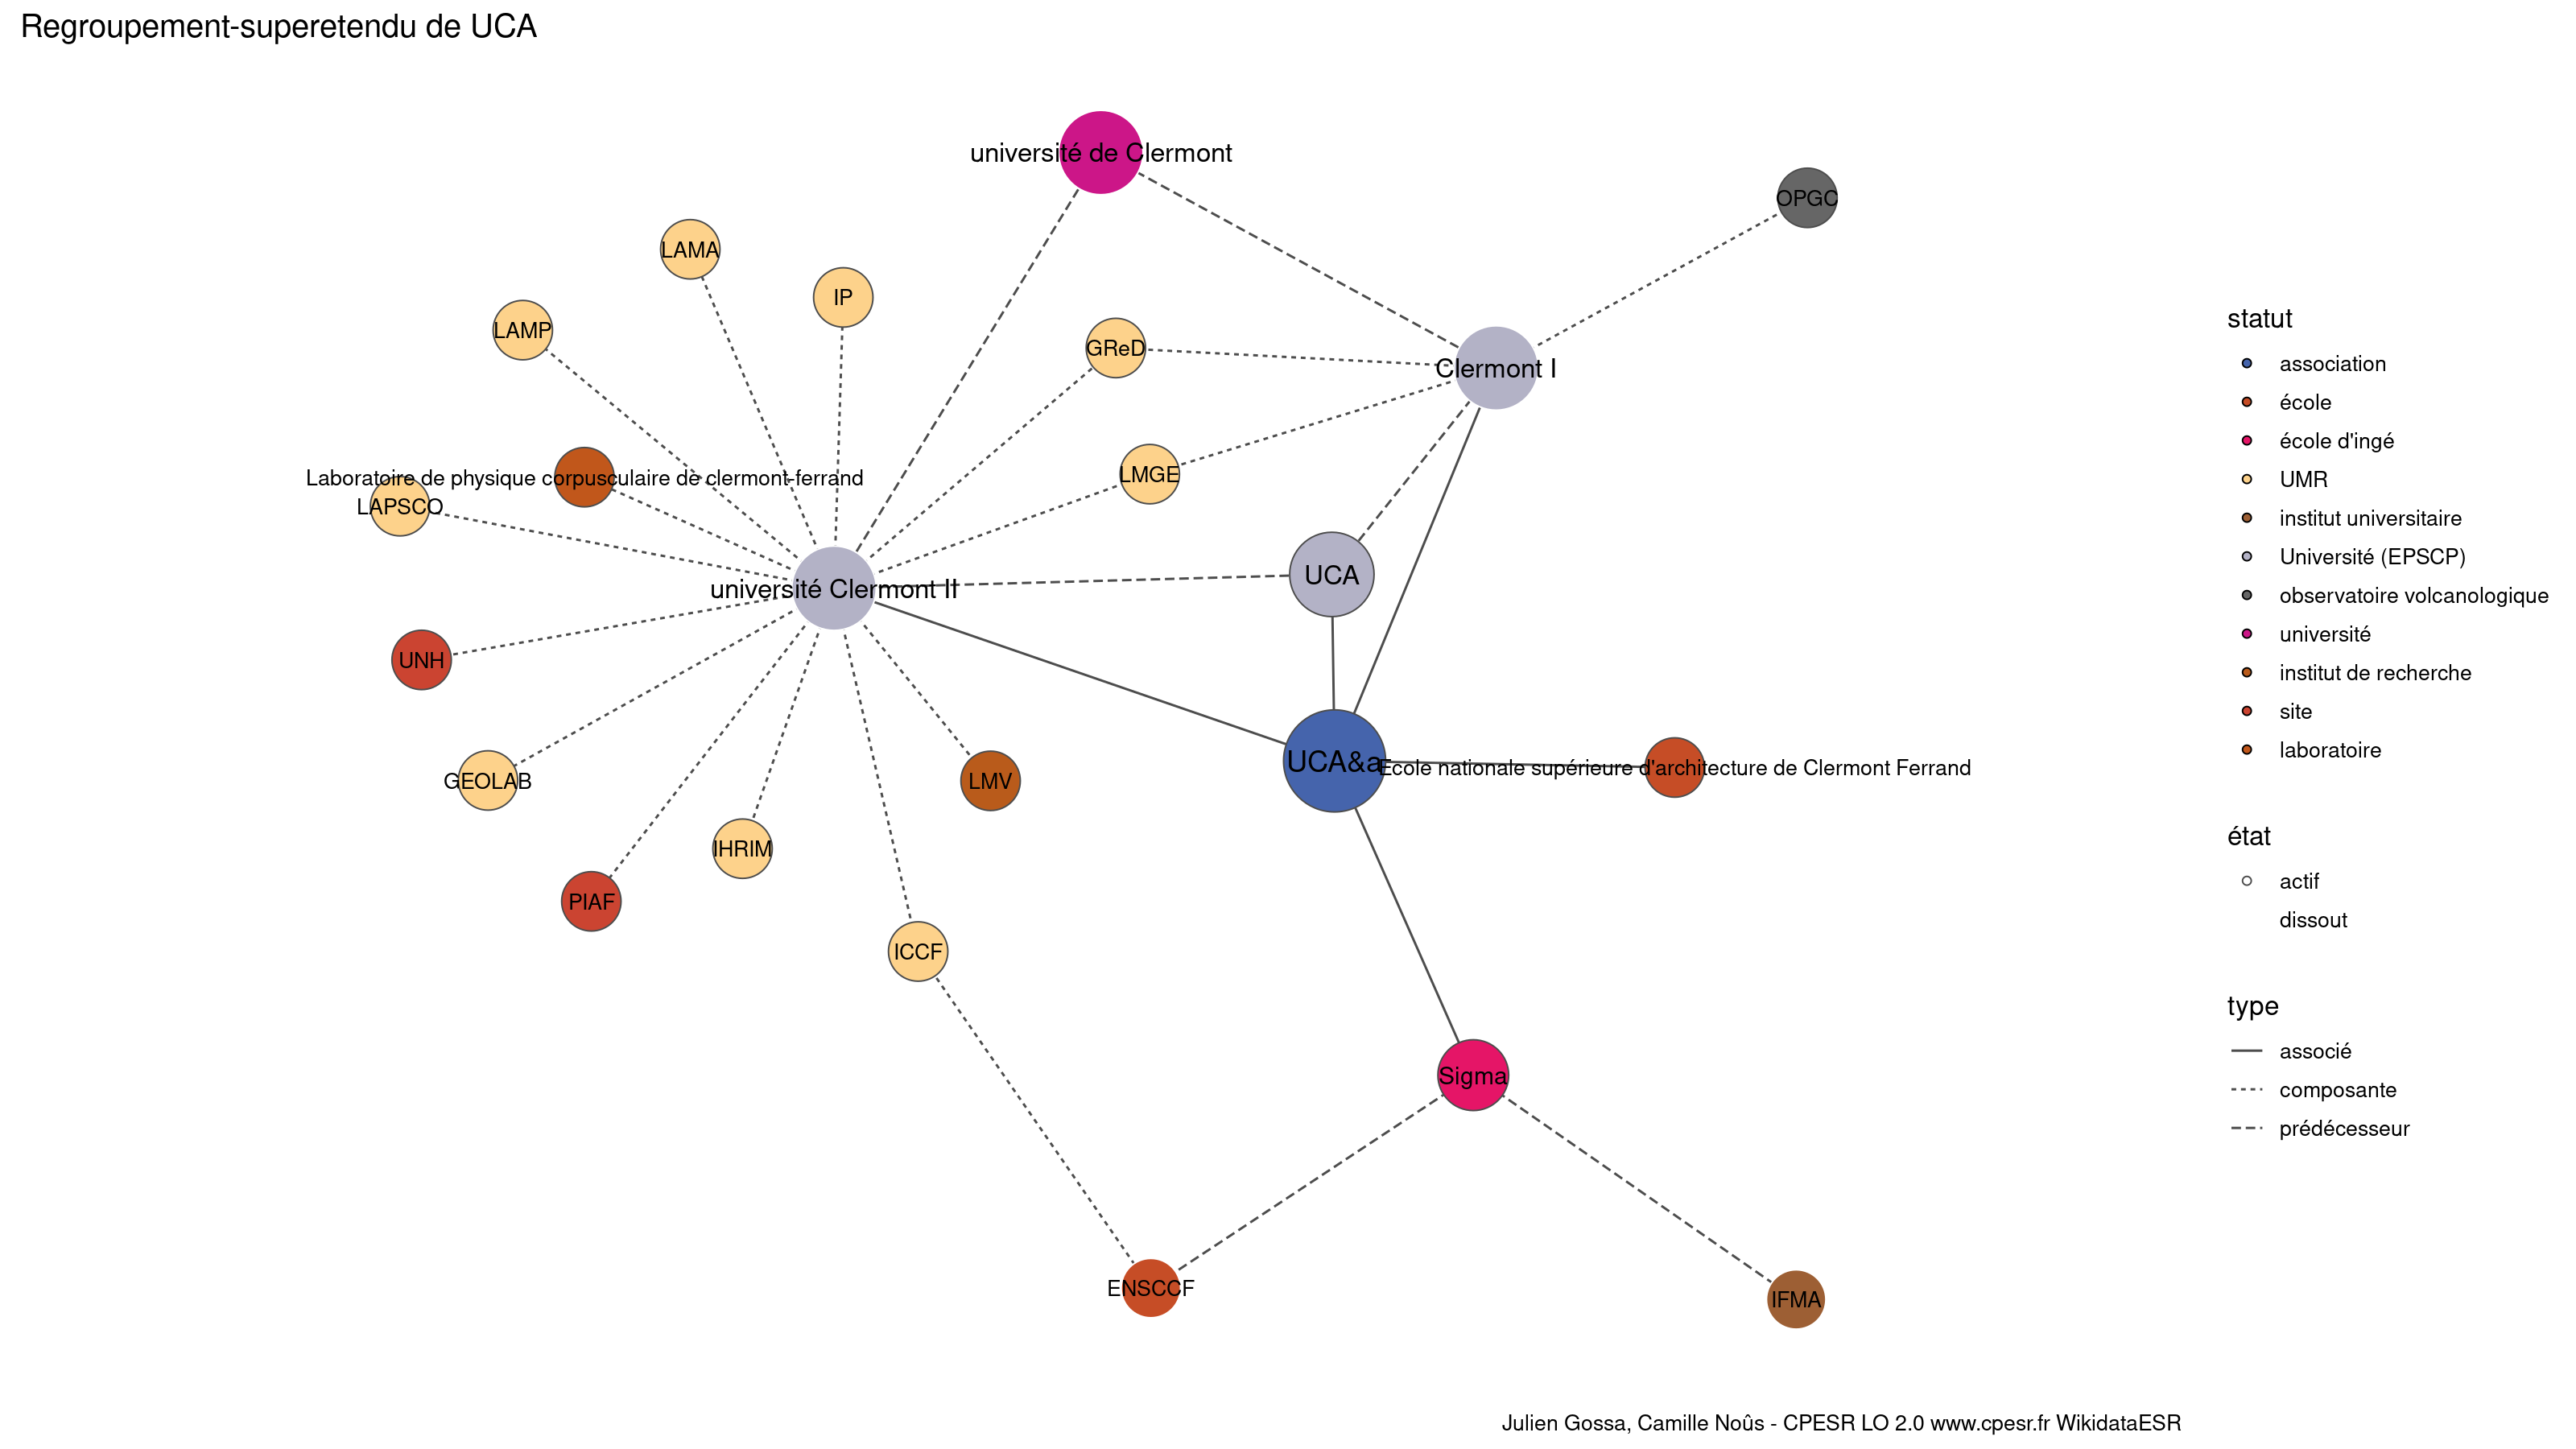 Regroupement-superetendu de UCA
université de Clermont
OPGC
LAMA
IP
LAMP
GReD
Clermont I
Laboratoire de physique corpusculaire de clermont-ferrand
LMGE
LAPSCO
UCA
université Clermont II
UNH
UCA&a
Ecole nationale supérieure d'architecture de Clermont Ferrand
GEOLAB
LMV
IHRIM
PIAF
ICCF
Sigma
ENSCCF
IFMA
statut
association
école
école d'ingé
UMR
institut universitaire
Université (EPSCP)
observatoire volcanologique
université
institut de recherche
site
laboratoire
état
actif
dissout
type
associé
composante
prédécesseur
Julien Gossa, Camille Noûs - CPESR LO 2.0 www.cpesr.fr WikidataESR